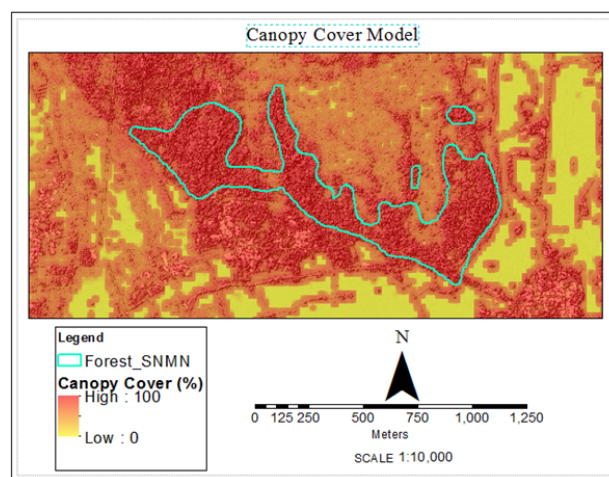 Canopy Cover Model
Legend
Forest_SNMN
Canopy Cover (%)
High : 100
Low : 0
N
0 125 250 500 750 1,000 1,250
Meters
SCALE 1:10,000